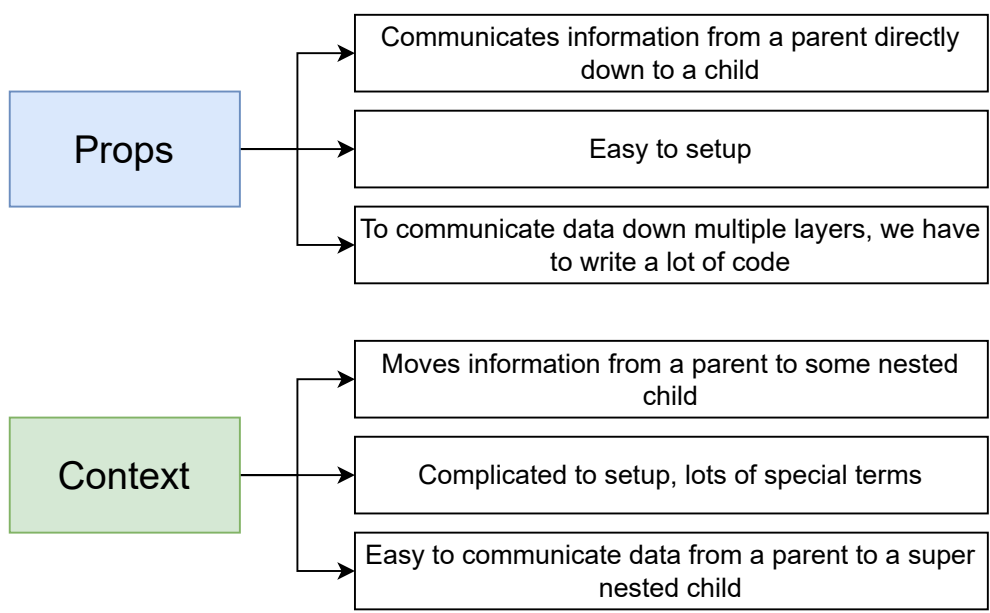 Props
Communicates information from a parent directly
down to a child
Easy to setup
To communicate data down multiple layers, we have
to write a lot of code
Context
Moves information from a parent to some nested
child
Complicated to setup, lots of special terms
Easy to communicate data from a parent to a super
nested child